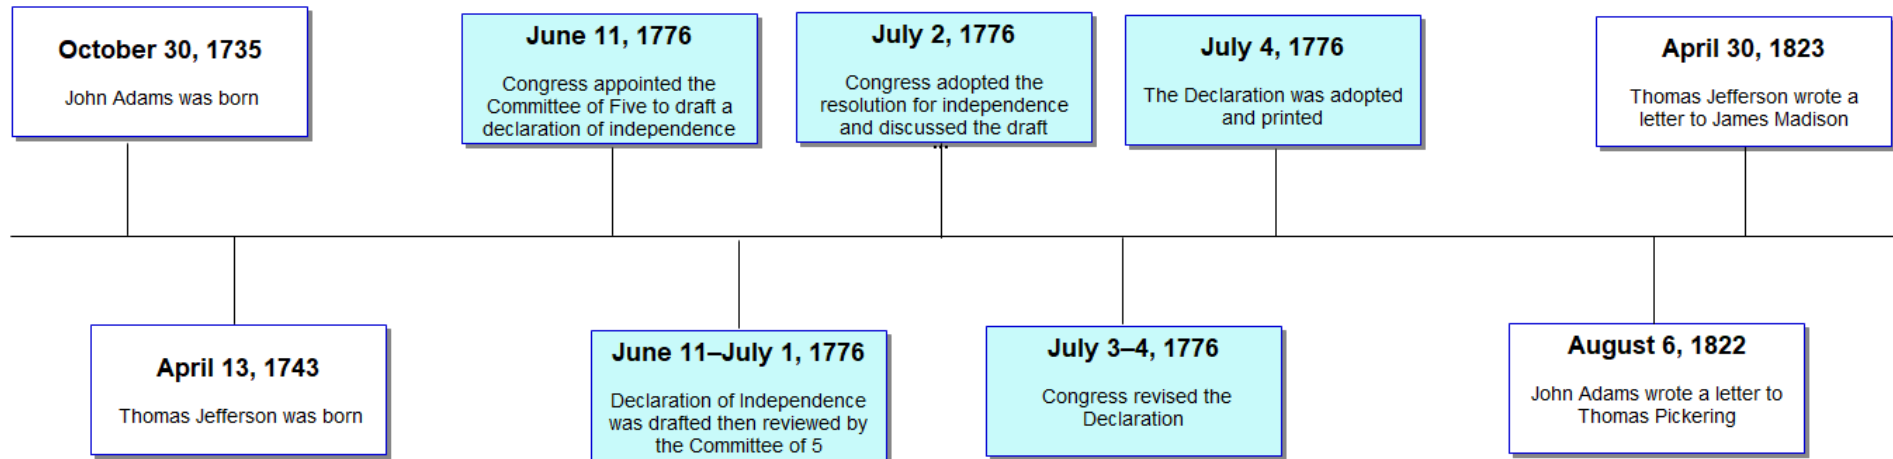 October 30, 1735
John Adams was born
June 11, 1776
Congress appointed the
Committee of Five to draft a
declaration of independence
July 2, 1776
Congress adopted the
resolution for independence
and discussed the draft
...
July 4, 1776
The Declaration was adopted
and printed
April 30, 1823
Thomas Jefferson wrote a
letter to James Madison
April 13, 1743
Thomas Jefferson was born
June 11–July 1, 1776
Declaration of Independence
was drafted then reviewed by
the Committee of 5
July 3–4, 1776
Congress revised the
Declaration
August 6, 1822
John Adams wrote a letter to
Thomas Pickering